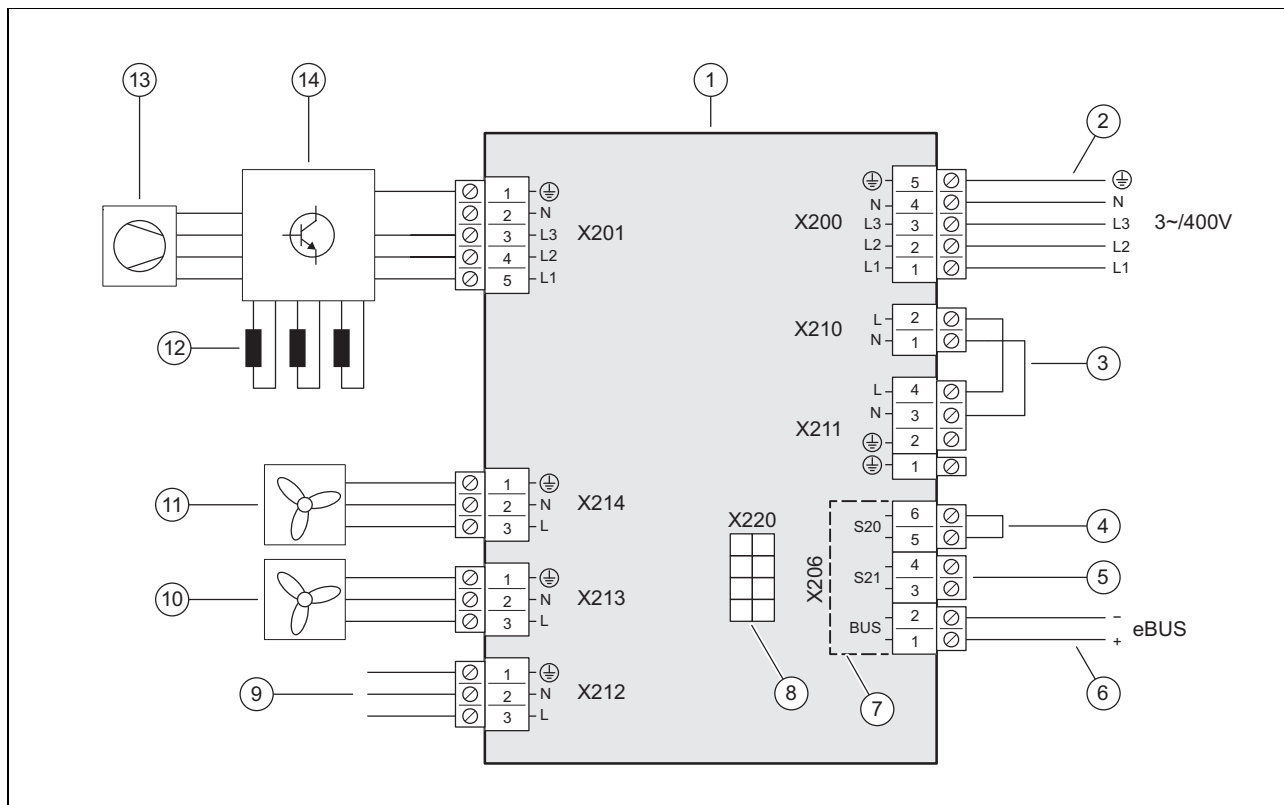 13
14
1
2
X201
1
2 N
3 L3
4 L2
5 L1
X200
5
N 4 N
L3 3 L3
L2 2 L2
L1 1 L1
3~/400V
12
X210
L 2
N 1
3
X211
L 4
N 3
2
1
11
1
2 N
3 L
X214
10
1
2 N
3 L
X213
9
1
2 N
3 L
X212
X220
8
X206
7
S20
6
5
4
S21
4
3
5
BUS
2 −
1 +
eBUS
6